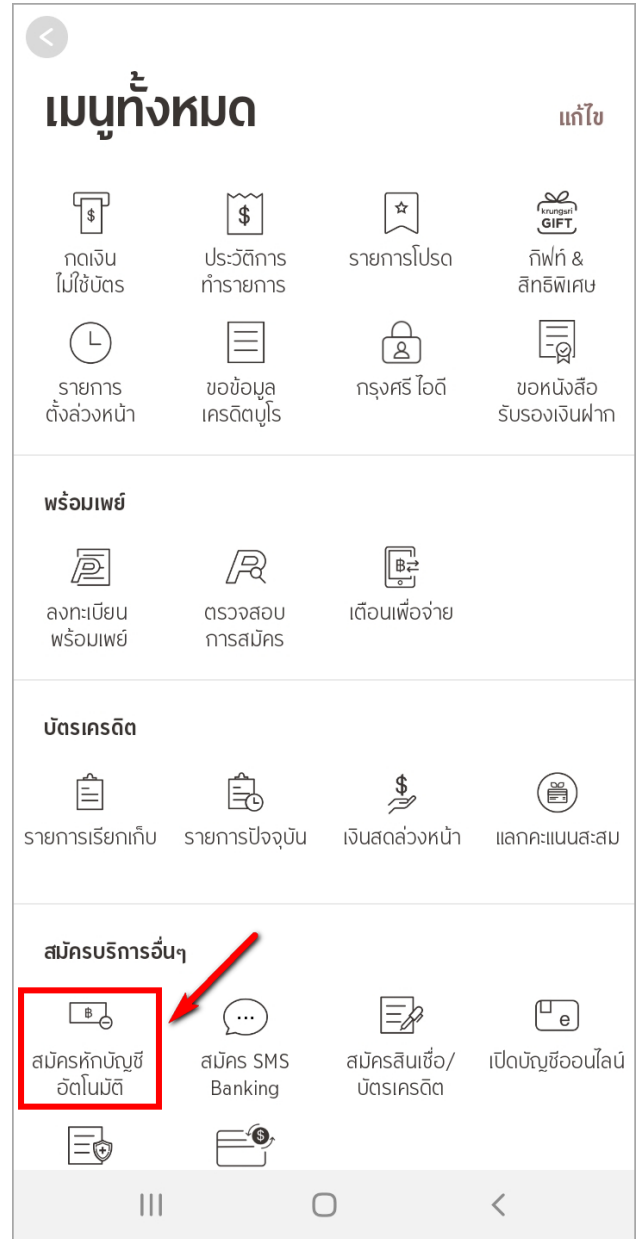 เมนูทั้งหมด
แก้ไข
กดเงิน
ไม่ใช้บัตร
ประวัติการ
ทำรายการ
รายการโปรด
krungsri
GIFT
กิฟท์ &
สิทธิพิเศษ
รายการ
ตั้งล่วงหน้า
ขอข้อมูล
เครดิตบูโร
กรุงศรี ไอดี
ขอหนังสือ
รับรองเงินฝาก
พร้อมเพย์
ลงทะเบียน
พร้อมเพย์
ตรวจสอบ
การสมัคร
เตือนเพื่อจ่าย
บัตรเครดิต
รายการเรียกเก็บ
รายการปัจจุบัน
เงินสดล่วงหน้า
แลกคะแนนสะสม
สมัครบริการอื่นๆ
สมัครหักบัญชี
อัตโนมัติ
สมัคร SMS
Banking
สมัครสินเชื่อ/
บัตรเครดิต
เปิดบัญชีออนไลน์